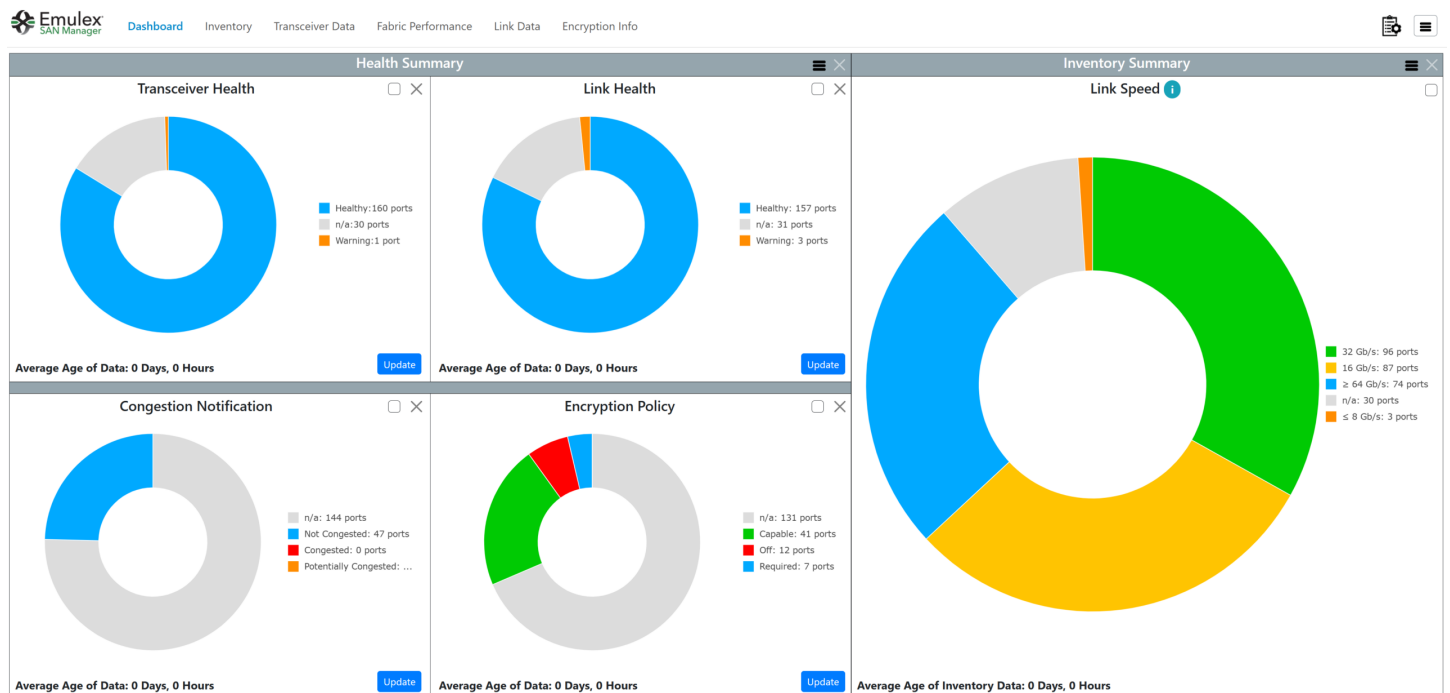 Emulex
SAN Manager
Dashboard Inventory Transceiver Data Fabric Performance Link Data Encryption Info
Health Summary
Transceiver Health
Healthy:160 ports
n/a:30 ports
Warning:1 port
Average Age of Data: 0 Days, 0 Hours
Update
Link Health
Healthy: 157 ports
n/a: 31 ports
Warning: 3 ports
Average Age of Data: 0 Days, 0 Hours
Update
Congestion Notification
n/a: 144 ports
Not Congested: 47 ports
Congested: 0 ports
Potentially Congested: ...
Average Age of Data: 0 Days, 0 Hours
Update
Encryption Policy
n/a: 131 ports
Capable: 41 ports
Off: 12 ports
Required: 7 ports
Average Age of Data: 0 Days, 0 Hours
Update
Inventory Summary
Link Speed i
32 Gb/s: 96 ports
16 Gb/s: 87 ports
≥ 64 Gb/s: 74 ports
n/a: 30 ports
≤ 8 Gb/s: 3 ports
Average Age of Inventory Data: 0 Days, 0 Hours